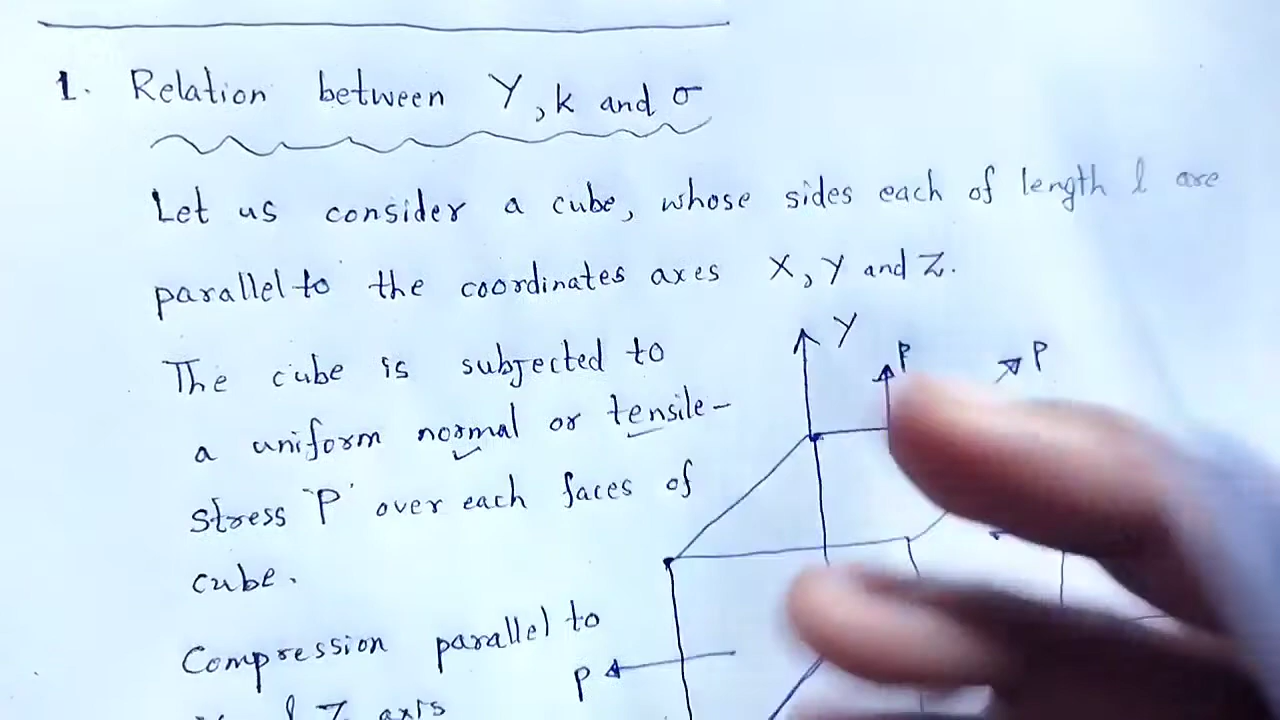 1. Relation between Y, k and σ
Let us consider a cube, whose sides each of length l are
parallel to the coordinates axes X, Y and Z.
The cube is subjected to
a uniform normal or tensile-
stress 'P' over each faces of
cube.
Compression parallel to
Z axis
Y
P
P
P